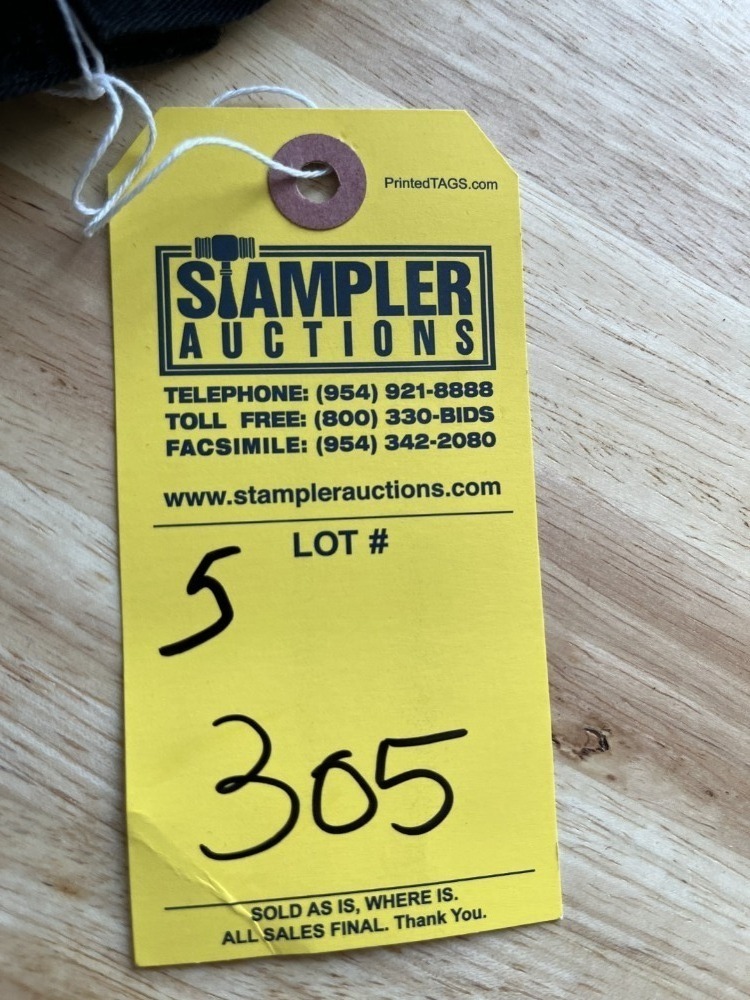 PrintedTAGS.com
STAMPLER
AUCTIONS
TELEPHONE: (954) 921-8888
TOLL FREE: (800) 330-BIDS
FACSIMILE: (954) 342-2080
www.stamplerauctions.com
LOT #
5
305
SOLD AS IS, WHERE IS.
ALL SALES FINAL. Thank You.